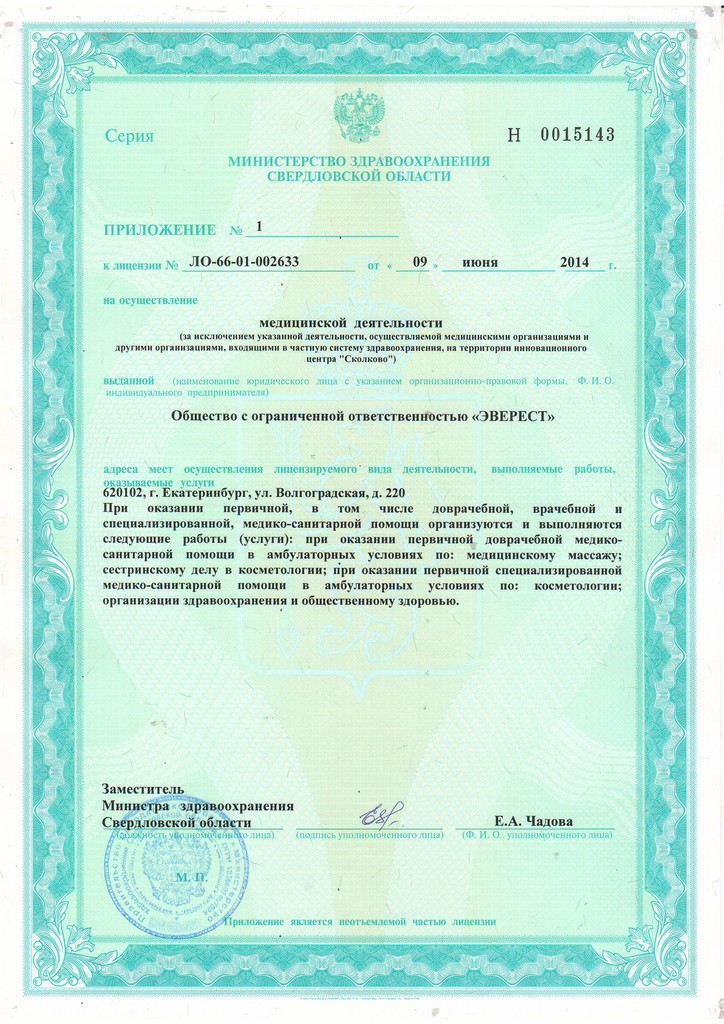 Серия
Н 0015143
МИНИСТЕРСТВО ЗДРАВООХРАНЕНИЯ
СВЕРДЛОВСКОЙ ОБЛАСТИ
ПРИЛОЖЕНИЕ № 1
к лицензии № ЛО-66-01-002633 от « 09 » июня 2014 г.
на осуществление
медицинской деятельности
(за исключением указанной деятельности, осуществляемой медицинскими организациями и
другими организациями, входящими в частную систему здравоохранения, на территории инновационного
центра "Сколково")
выданной (наименование юридического лица с указанием организационно-правовой формы, Ф. И. О.
индивидуального предпринимателя)
Общество с ограниченной ответственностью «ЭВЕРЕСТ»
адреса мест осуществления лицензируемого вида деятельности, выполняемые работы,
оказываемые услуги
620102, г. Екатеринбург, ул. Волгоградская, д. 220
При оказании первичной, в том числе доврачебной, врачебной и
специализированной, медико-санитарной помощи организуются и выполняются
следующие работы (услуги): при оказании первичной доврачебной медико-
санитарной помощи в амбулаторных условиях по: медицинскому массажу;
сестринскому делу в косметологии; при оказании первичной специализированной
медико-санитарной помощи в амбулаторных условиях по: косметологии;
организации здравоохранения и общественному здоровью.
Заместитель
Министра здравоохранения
Свердловской области
Е.А. Чадова
(должность уполномоченного лица)
(подпись уполномоченного лица)
(Ф. И. О. уполномоченного лица)
М. П.
Приложение является неотъемлемой частью лицензии